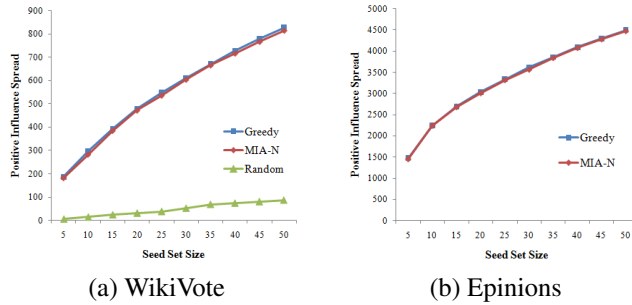 900
800
700
600
500
400
300
200
100
0
Positive Influence Spread
Greedy
MIA-N
Random
5 10 15 20 25 30 35 40 45 50
Seed Set Size
(a) WikiVote
5000
4500
4000
3500
3000
2500
2000
1500
1000
500
0
Positive Influence Spread
Greedy
MIA-N
5 10 15 20 25 30 35 40 45 50
Seed Set Size
(b) Epinions